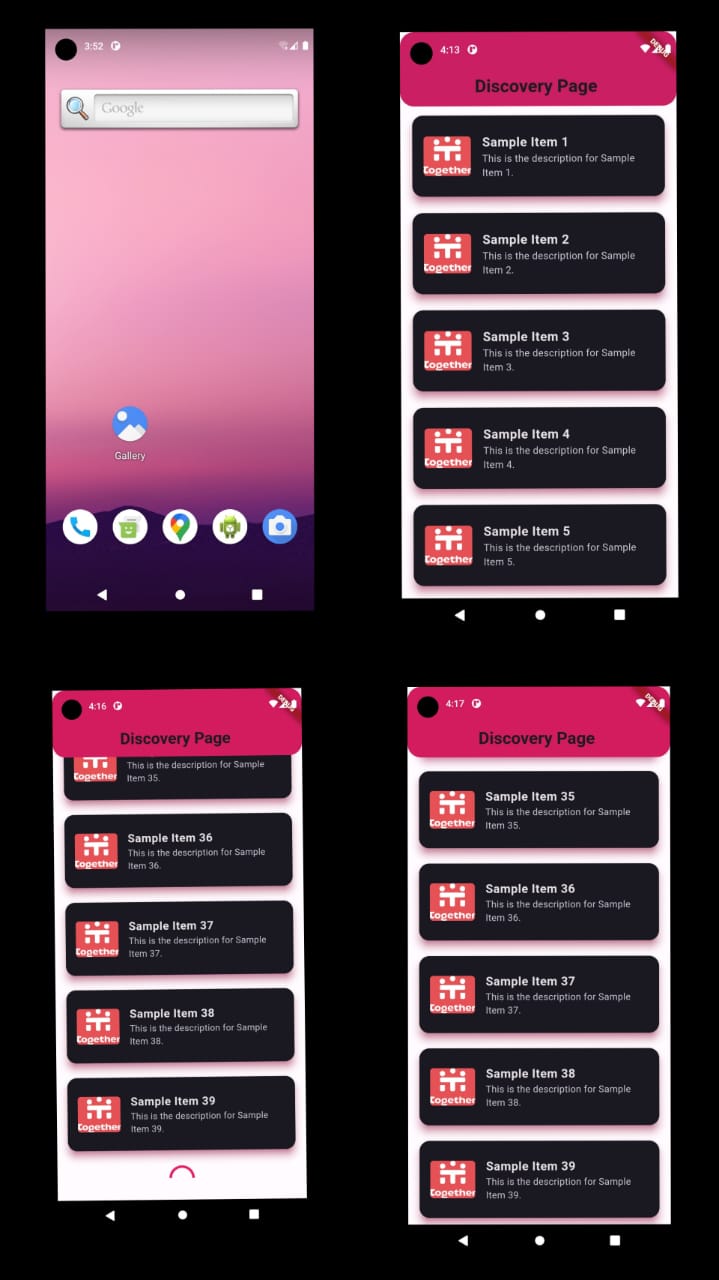 3:52
Google
Gallery
4:13
DEBUG
Discovery Page
Together
Sample Item 1
This is the description for Sample
Item 1.
Together
Sample Item 2
This is the description for Sample
Item 2.
Together
Sample Item 3
This is the description for Sample
Item 3.
Together
Sample Item 4
This is the description for Sample
Item 4.
Together
Sample Item 5
This is the description for Sample
Item 5.
4:16
DEBUG
Discovery Page
Together
This is the description for Sample
Item 35.
Together
Sample Item 36
This is the description for Sample
Item 36.
Together
Sample Item 37
This is the description for Sample
Item 37.
Together
Sample Item 38
This is the description for Sample
Item 38.
Together
Sample Item 39
This is the description for Sample
Item 39.
4:17
DEBUG
Discovery Page
Together
Sample Item 35
This is the description for Sample
Item 35.
Together
Sample Item 36
This is the description for Sample
Item 36.
Together
Sample Item 37
This is the description for Sample
Item 37.
Together
Sample Item 38
This is the description for Sample
Item 38.
Together
Sample Item 39
This is the description for Sample
Item 39.